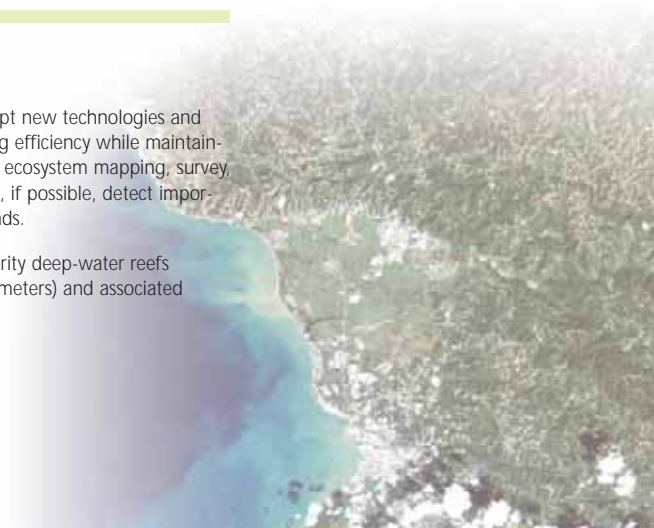 pt new technologies and
g efficiency while maintain-
ecosystem mapping, survey,
, if possible, detect impor-
ds.
rity deep-water reefs
meters) and associated